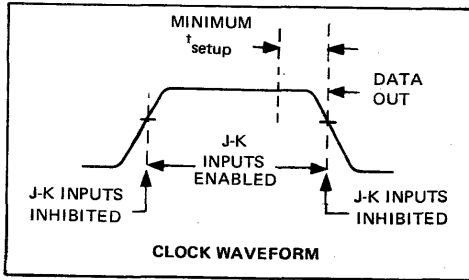 MINIMUM
tsetup
DATA
OUT
J-K
INPUTS
ENABLED
J-K INPUTS
INHIBITED
J-K INPUTS
INHIBITED
CLOCK WAVEFORM